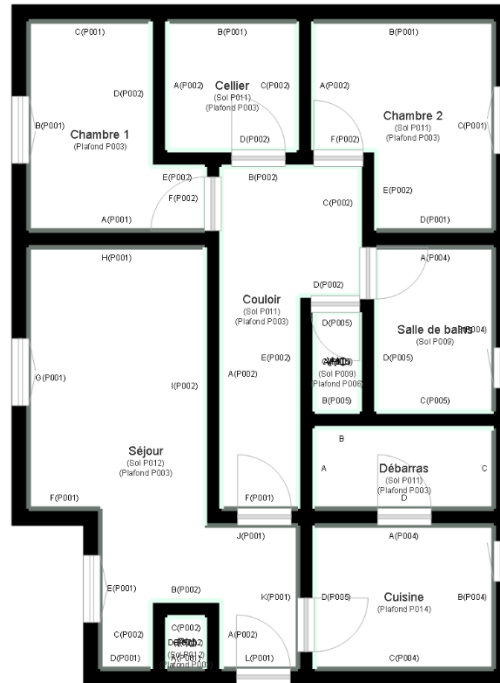 C(P001)
B(P001)
B(P001)
D(P002)
A(P002)
Cellier
C(P002)
(Sol P011)
(Plafond P003)
A(P002)
Chambre 2
(Sol P011)
(Plafond P003)
C(P001)
B(P001)
Chambre 1
(Plafond P003)
D(P002)
F(P002)
E(P002)
B(P002)
F(P002)
E(P002)
C(P002)
A(P001)
D(P001)
H(P001)
A(P004)
D(P002)
Couloir
(Sol P011)
(Plafond P003)
D(P005)
Salle de bains
(Sol P009)
E(P002)
D(P005)
(Sol P009)
(Plafond P006)
G(P001)
A(P002)
I(P002)
B(P005)
C(P005)
Séjour
(Sol P012)
(Plafond P003)
B
A
Débarras
C
(Sol P011)
(Plafond P003)
D
F(P001)
F(P001)
J(P001)
A(P004)
E(P001)
B(P002)
K(P001)
D(P005)
Cuisine
(Plafond P014)
B(P004)
C(P002)
C(P002)
A(P002)
D(P001)
L(P001)
C(P004)